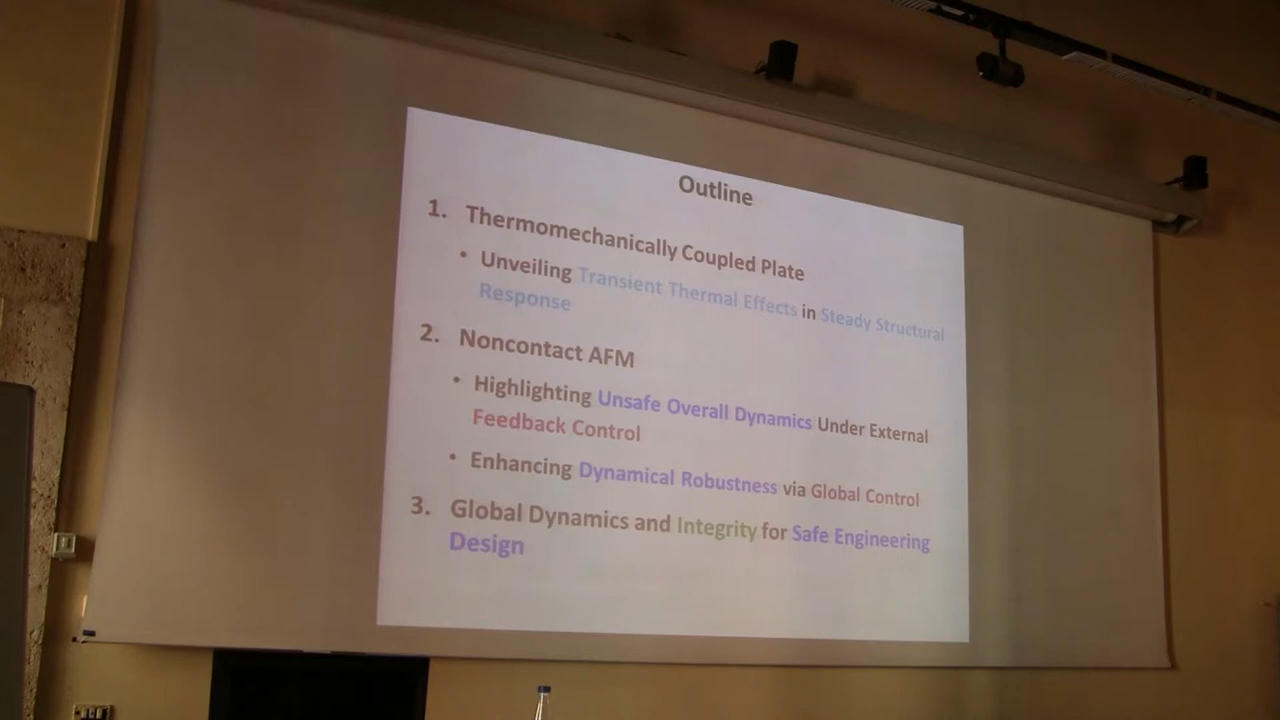 Outline
1. Thermomechanically Coupled Plate
• Unveiling Transient Thermal Effects in Steady Structural
Response
2. Noncontact AFM
• Highlighting Unsafe Overall Dynamics Under External
Feedback Control
• Enhancing Dynamical Robustness via Global Control
3. Global Dynamics and Integrity for Safe Engineering
Design